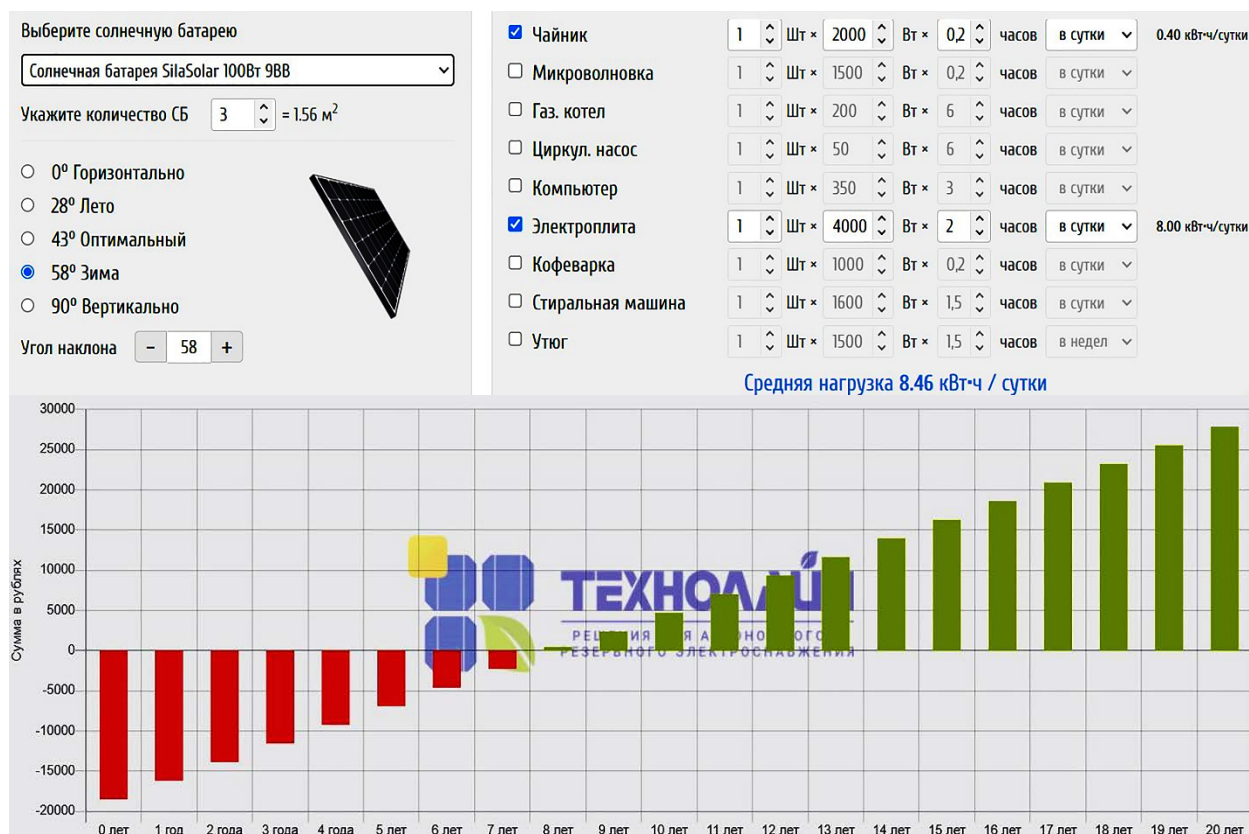 Выберите солнечную батарею
Солнечная батарея SilaSolar 100Вт 9BB
Укажите количество СБ 3 = 1.56 м²
0º Горизонтально
28º Лето
43º Оптимальный
58º Зима
90º Вертикально
Угол наклона − 58 +
Чайник 1 Шт × 2000 Вт × 0,2 часов в сутки 0.40 кВт·ч/сутки
Микроволновка 1 Шт × 1500 Вт × 0,2 часов в сутки
Газ. котел 1 Шт × 200 Вт × 6 часов в сутки
Циркул. насос 1 Шт × 50 Вт × 6 часов в сутки
Компьютер 1 Шт × 350 Вт × 3 часов в сутки
Электроплита 1 Шт × 4000 Вт × 2 часов в сутки 8.00 кВт·ч/сутки
Кофеварка 1 Шт × 1000 Вт × 0,2 часов в сутки
Стиральная машина 1 Шт × 1600 Вт × 1,5 часов в сутки
Утюг 1 Шт × 1500 Вт × 1,5 часов в недел
Средняя нагрузка 8.46 кВт·ч / сутки
Сумма в рублях
30000
25000
20000
15000
10000
5000
0
-5000
-10000
-15000
-20000
ТЕХНОЛАЙН
РЕЗЕРВНОГО ЭЛЕКТРОСНАБЖЕНИЯ
0 лет 1 год 2 года 3 года 4 года 5 лет 6 лет 7 лет 8 лет 9 лет 10 лет 11 лет 12 лет 13 лет 14 лет 15 лет 16 лет 17 лет 18 лет 19 лет 20 лет